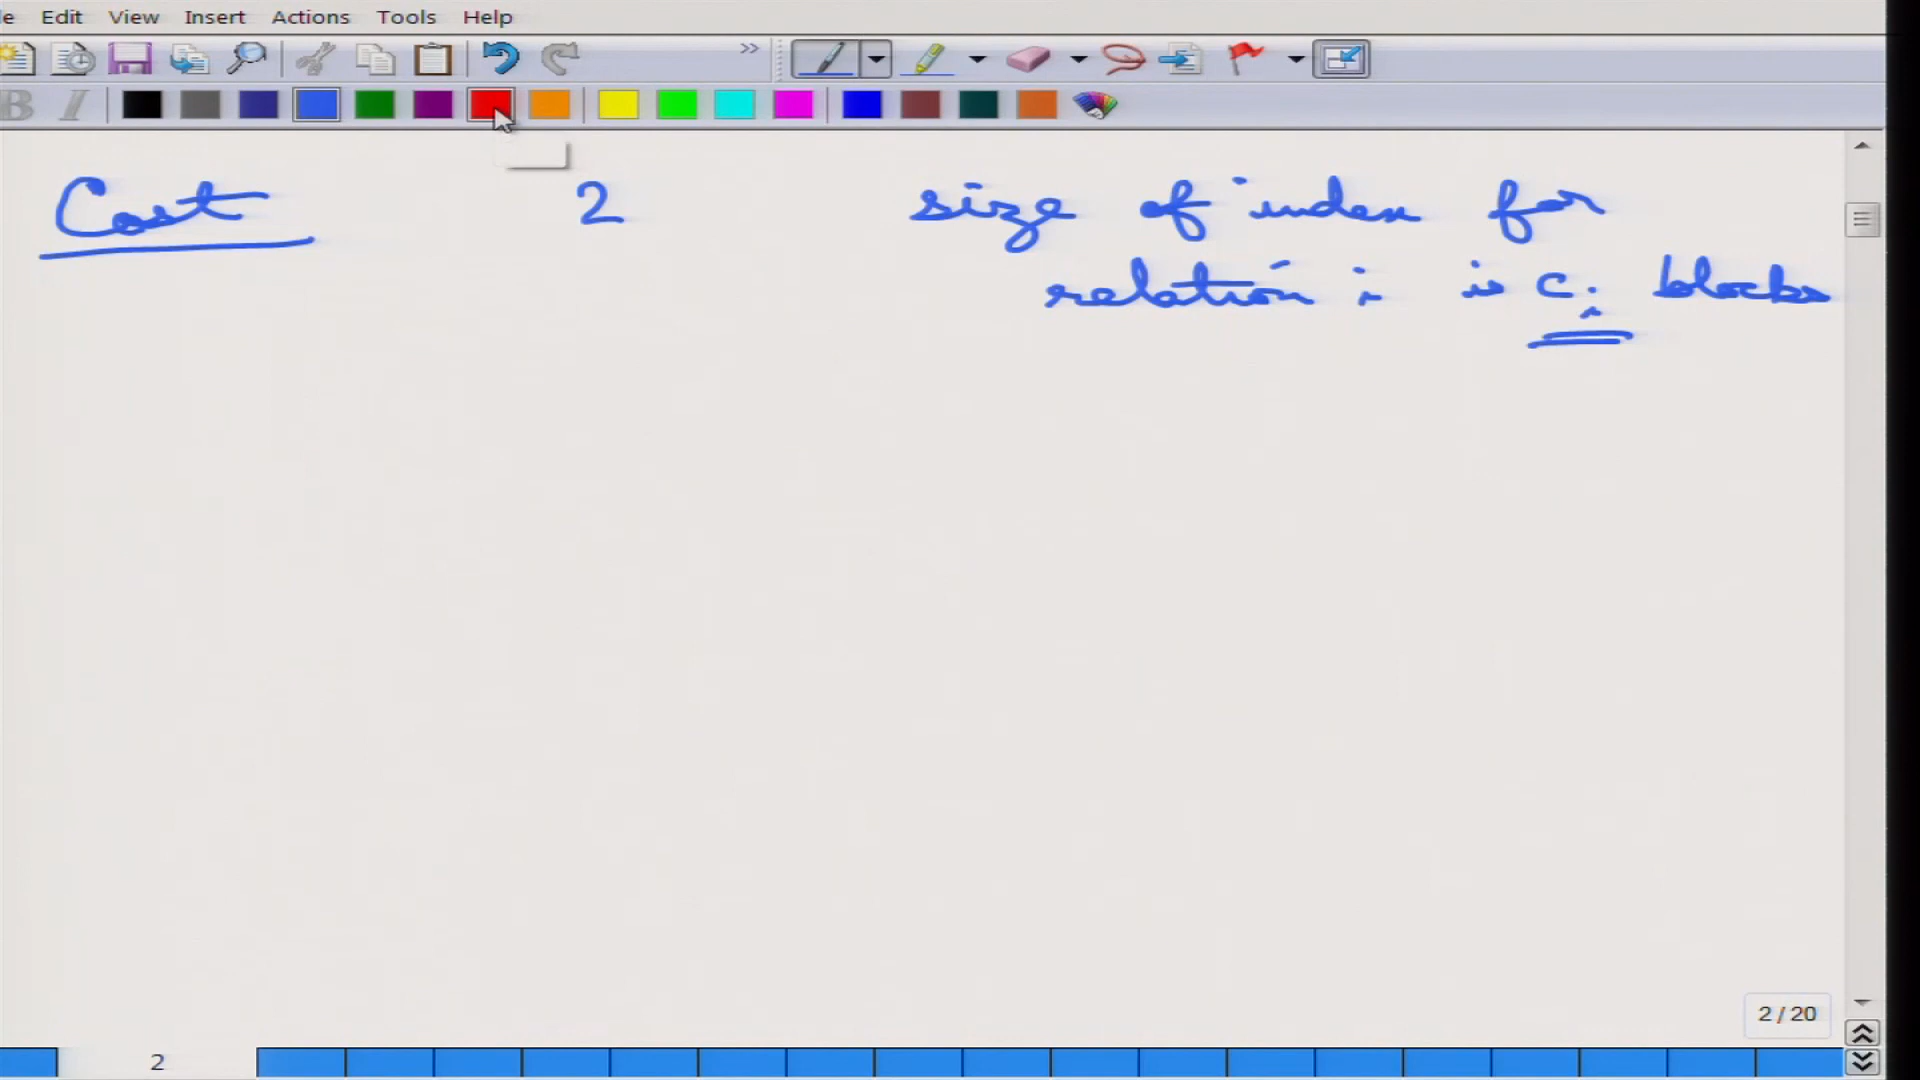 Edit View Insert Actions Tools Help
B I
Cost 2 size of index for
relation i is ci blocks
2 / 20
2